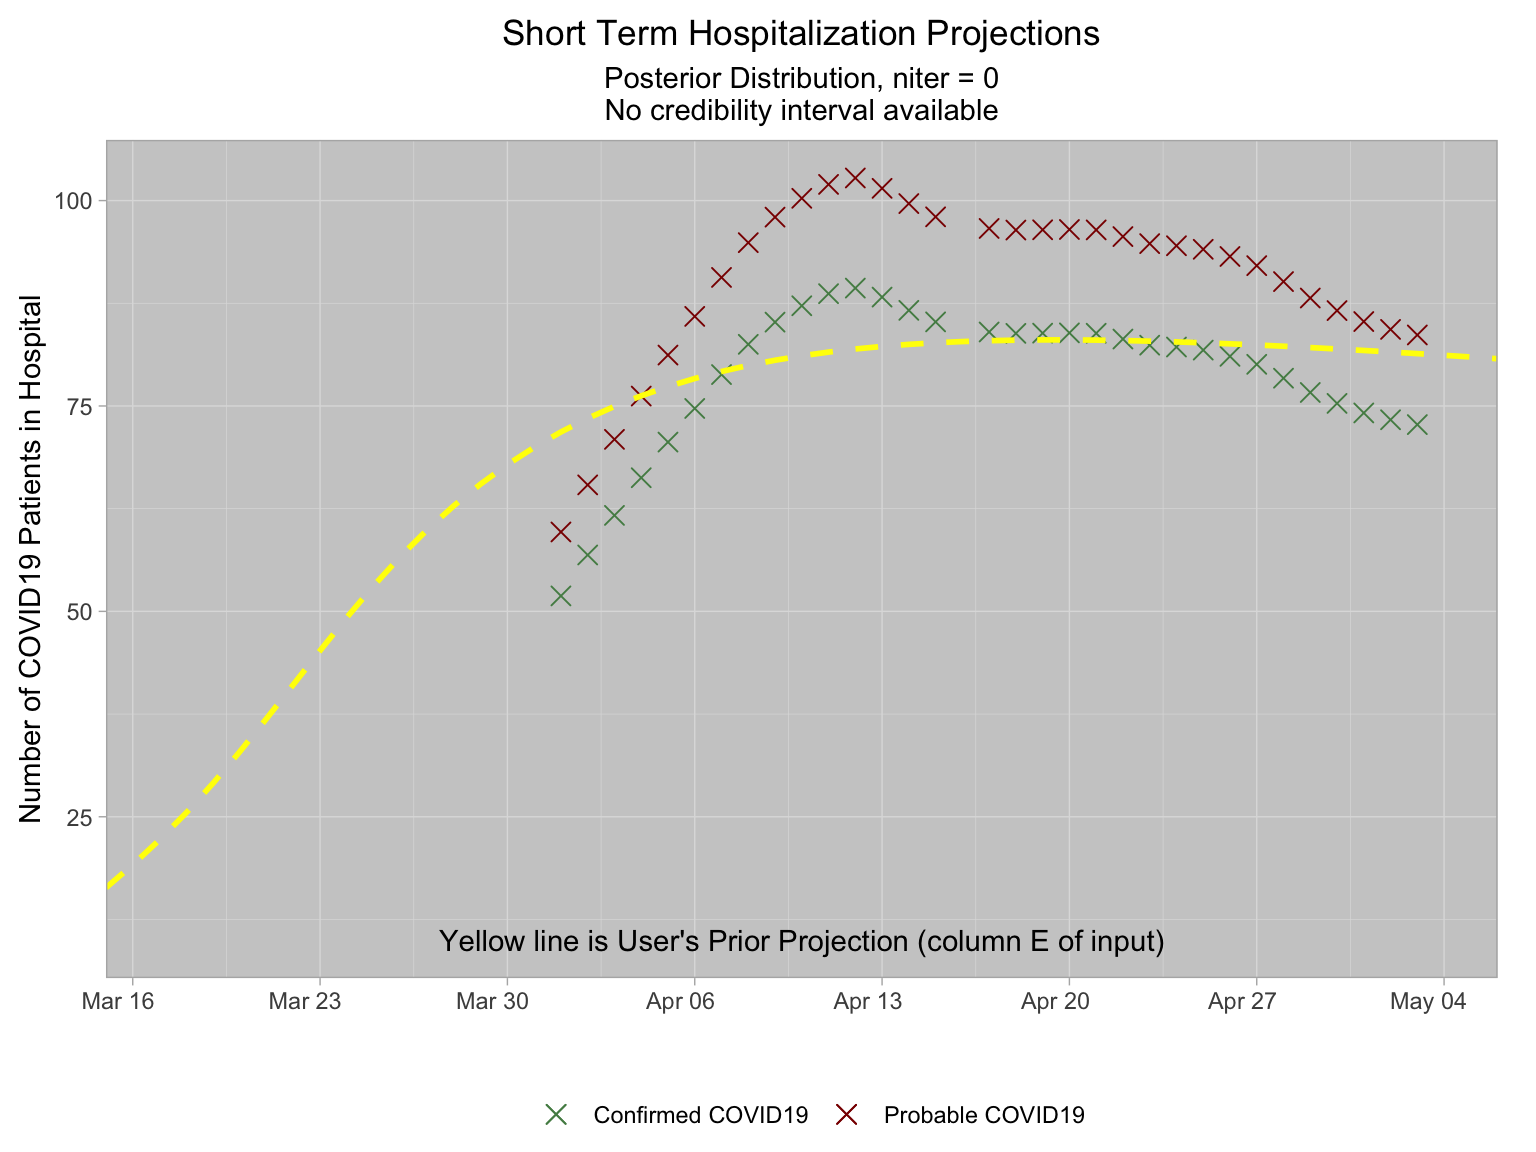 Short Term Hospitalization Projections
Posterior Distribution, niter = 0
No credibility interval available
Number of COVID19 Patients in Hospital
100
75
50
25
Yellow line is User's Prior Projection (column E of input)
Mar 16 Mar 23 Mar 30 Apr 06 Apr 13 Apr 20 Apr 27 May 04
Confirmed COVID19 Probable COVID19